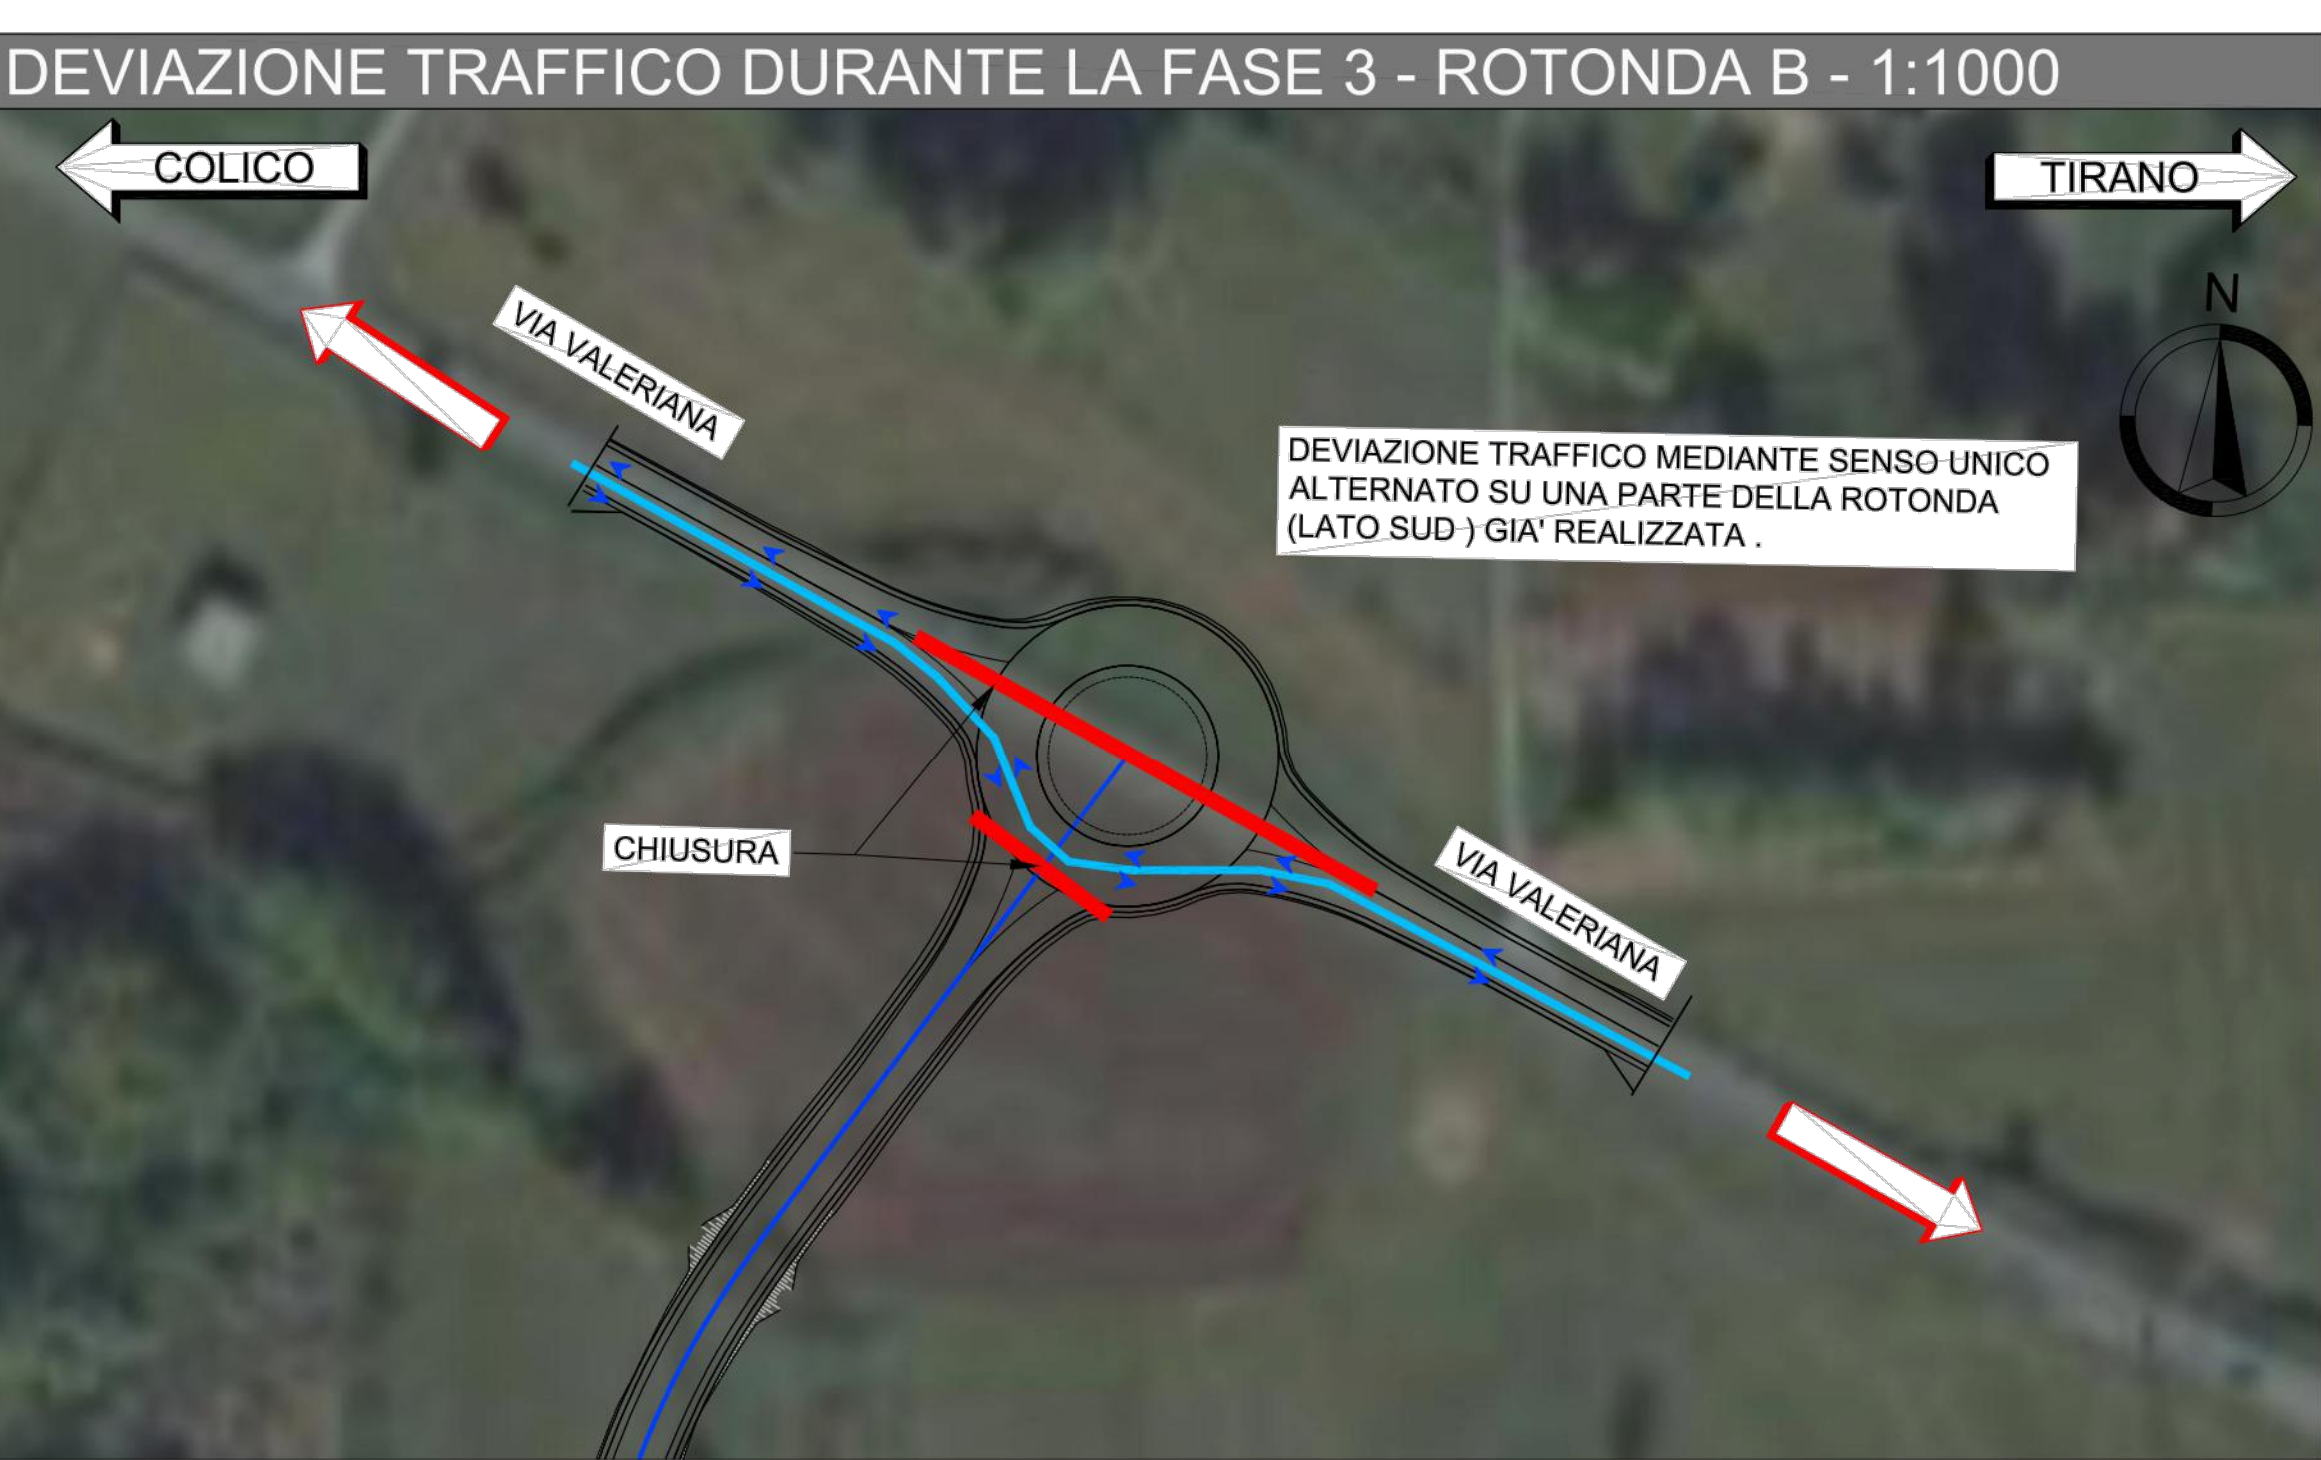 DEVIAZIONE TRAFFICO DURANTE LA FASE 3 - ROTONDA B - 1:1000
COLICO
TIRANO
N
VIA VALERIANA
DEVIAZIONE TRAFFICO MEDIANTE SENSO UNICO
ALTERNATO SU UNA PARTE DELLA ROTONDA
(LATO SUD ) GIA' REALIZZATA .
CHIUSURA
VIA VALERIANA